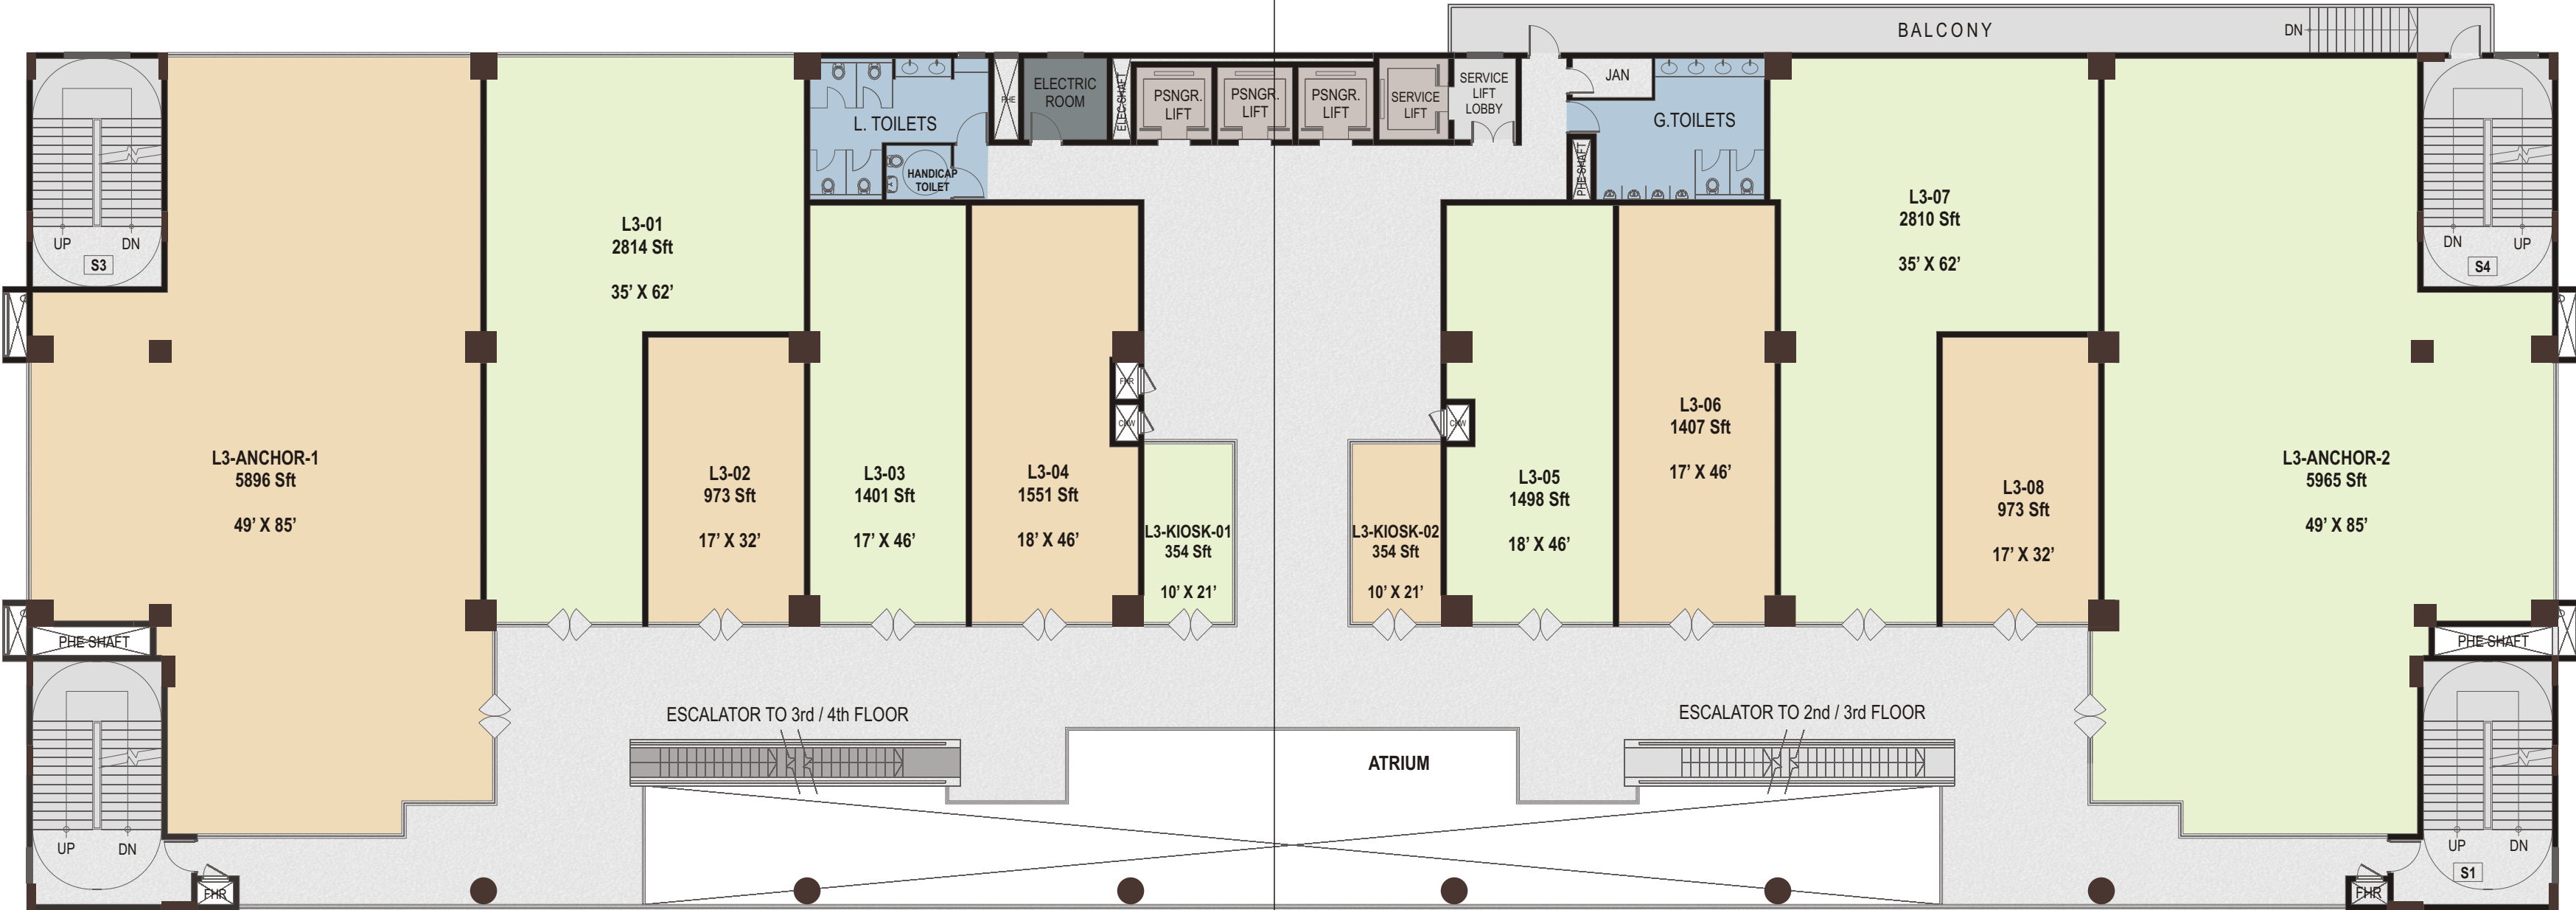 BALCONY
DN
ELECTRIC
ROOM
PHE
ELEC.SHAFT
PSNGR.
LIFT
PSNGR.
LIFT
PSNGR.
LIFT
SERVICE
LIFT
SERVICE
LIFT
LOBBY
JAN
L. TOILETS
HANDICAP
TOILET
G.TOILETS
PHE SHAFT
UP
DN
S3
DN
UP
S4
L3-01
2814 Sft
35’ X 62’
L3-07
2810 Sft
35’ X 62’
FHR
L3-ANCHOR-1
5896 Sft
49’ X 85’
L3-02
973 Sft
17’ X 32’
L3-03
1401 Sft
17’ X 46’
L3-04
1551 Sft
18’ X 46’
L3-KIOSK-01
354 Sft
10’ X 21’
L3-KIOSK-02
354 Sft
10’ X 21’
L3-05
1498 Sft
18’ X 46’
L3-06
1407 Sft
17’ X 46’
L3-08
973 Sft
17’ X 32’
L3-ANCHOR-2
5965 Sft
49’ X 85’
PHE SHAFT
PHE SHAFT
ESCALATOR TO 3rd / 4th FLOOR
ESCALATOR TO 2nd / 3rd FLOOR
ATRIUM
UP
DN
FHR
UP
DN
S1
FHR